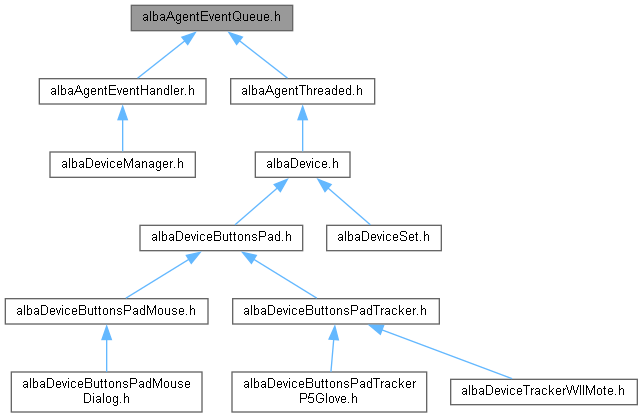 albaAgentEventQueue.h
albaAgentEventHandler.h
albaAgentThreaded.h
albaDeviceManager.h
albaDevice.h
albaDeviceButtonsPad.h
albaDeviceSet.h
albaDeviceButtonsPadMouse.h
albaDeviceButtonsPadTracker.h
albaDeviceButtonsPadMouse
Dialog.h
albaDeviceButtonsPadTracker
P5Glove.h
albaDeviceTrackerWIIMote.h